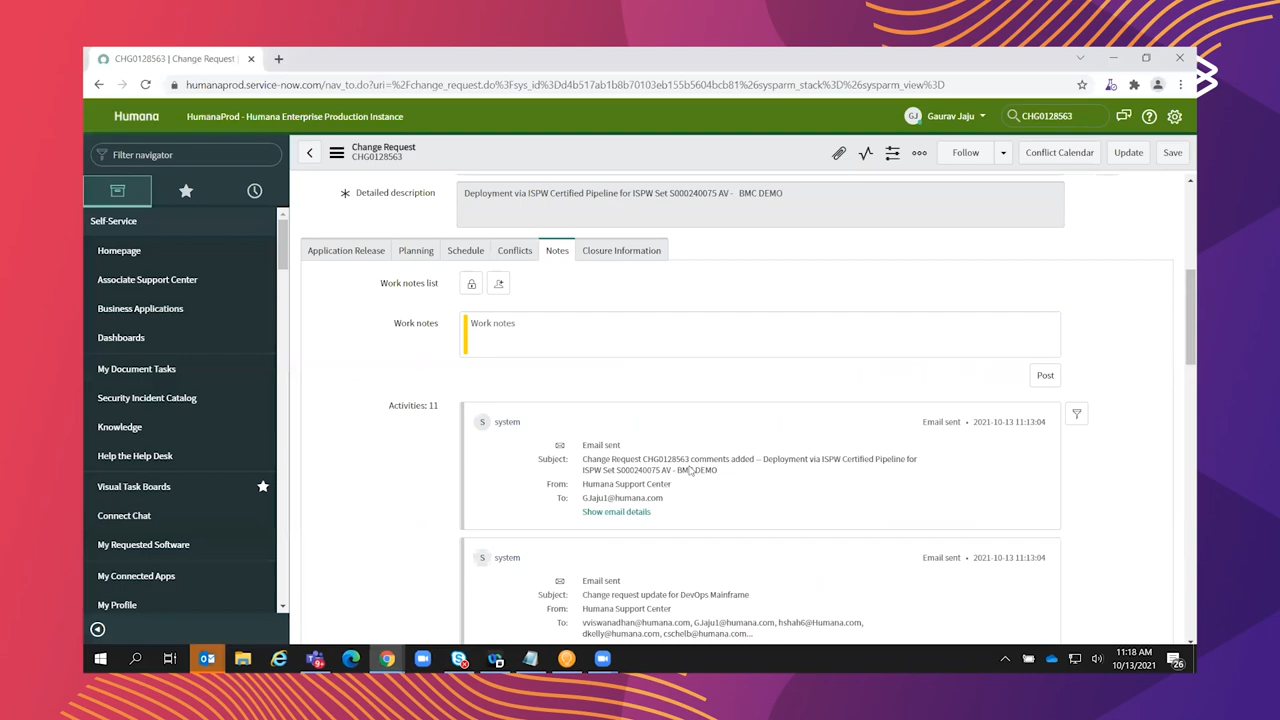 CHG0128563 | Change Request |
humanaprod.service-now.com/nav_to.do?uri=%2Fchange_request.do%3Fsys_id%3Dd4b517ab1b8b70103eb155b5604bcb81%26sysparm_stack%3D%26sysparm_view%3D
Humana
HumanaProd - Humana Enterprise Production Instance
GJ
Gaurav Jaju
CHG0128563
Filter navigator
Change Request
CHG0128563
Follow
Conflict Calendar
Update
Save
Self-Service
Homepage
Associate Support Center
Business Applications
Dashboards
My Document Tasks
Security Incident Catalog
Knowledge
Help the Help Desk
Visual Task Boards
Connect Chat
My Requested Software
My Connected Apps
My Profile
Detailed description
Deployment via ISPW Certified Pipeline for ISPW Set S000240075 AV - BMC DEMO
Application Release
Planning
Schedule
Conflicts
Notes
Closure Information
Work notes list
Work notes
Work notes
Post
Activities: 11
S
system
Email sent • 2021-10-13 11:13:04
Email sent
Subject:
Change Request CHG0128563 comments added -- Deployment via ISPW Certified Pipeline for
ISPW Set S000240075 AV - BMC DEMO
From:
Humana Support Center
To:
GJaju1@humana.com
Show email details
S
system
Email sent • 2021-10-13 11:13:04
Email sent
Subject:
Change request update for DevOps Mainframe
From:
Humana Support Center
To:
vviswanadhan@humana.com, GJaju1@humana.com, hshah6@Humana.com,
dkelly@humana.com, cschelb@humana.com...
11:18 AM
10/13/2021
26